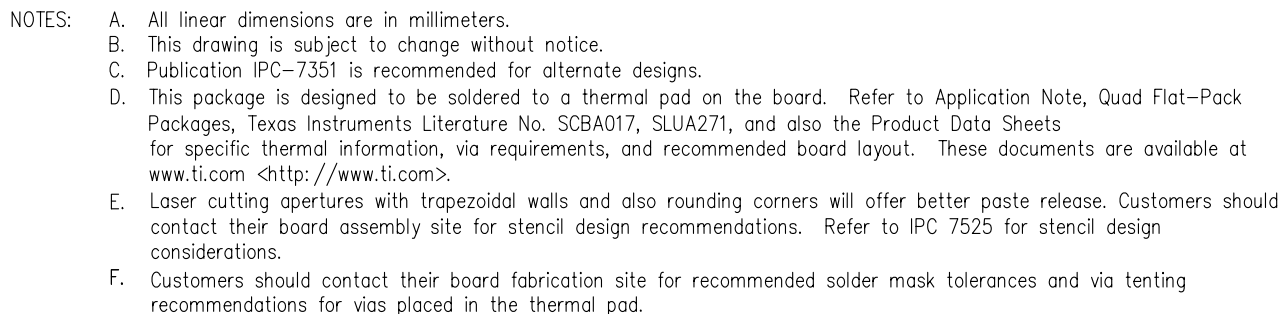 NOTES: A. All linear dimensions are in millimeters.
B. This drawing is subject to change without notice.
C. Publication IPC-7351 is recommended for alternate designs.
D. This package is designed to be soldered to a thermal pad on the board. Refer to Application Note, Quad Flat-Pack
Packages, Texas Instruments Literature No. SCBA017, SLUA271, and also the Product Data Sheets
for specific thermal information, via requirements, and recommended board layout. These documents are available at
www.ti.com <http: //www.ti.com>.
E. Laser cutting apertures with trapezoidal walls and also rounding corners will offer better paste release. Customers should
contact their board assembly site for stencil design recommendations. Refer to IPC 7525 for stencil design
considerations.
F. Customers should contact their board fabrication site for recommended solder mask tolerances and via tenting
recommendations for vias placed in the thermal pad.